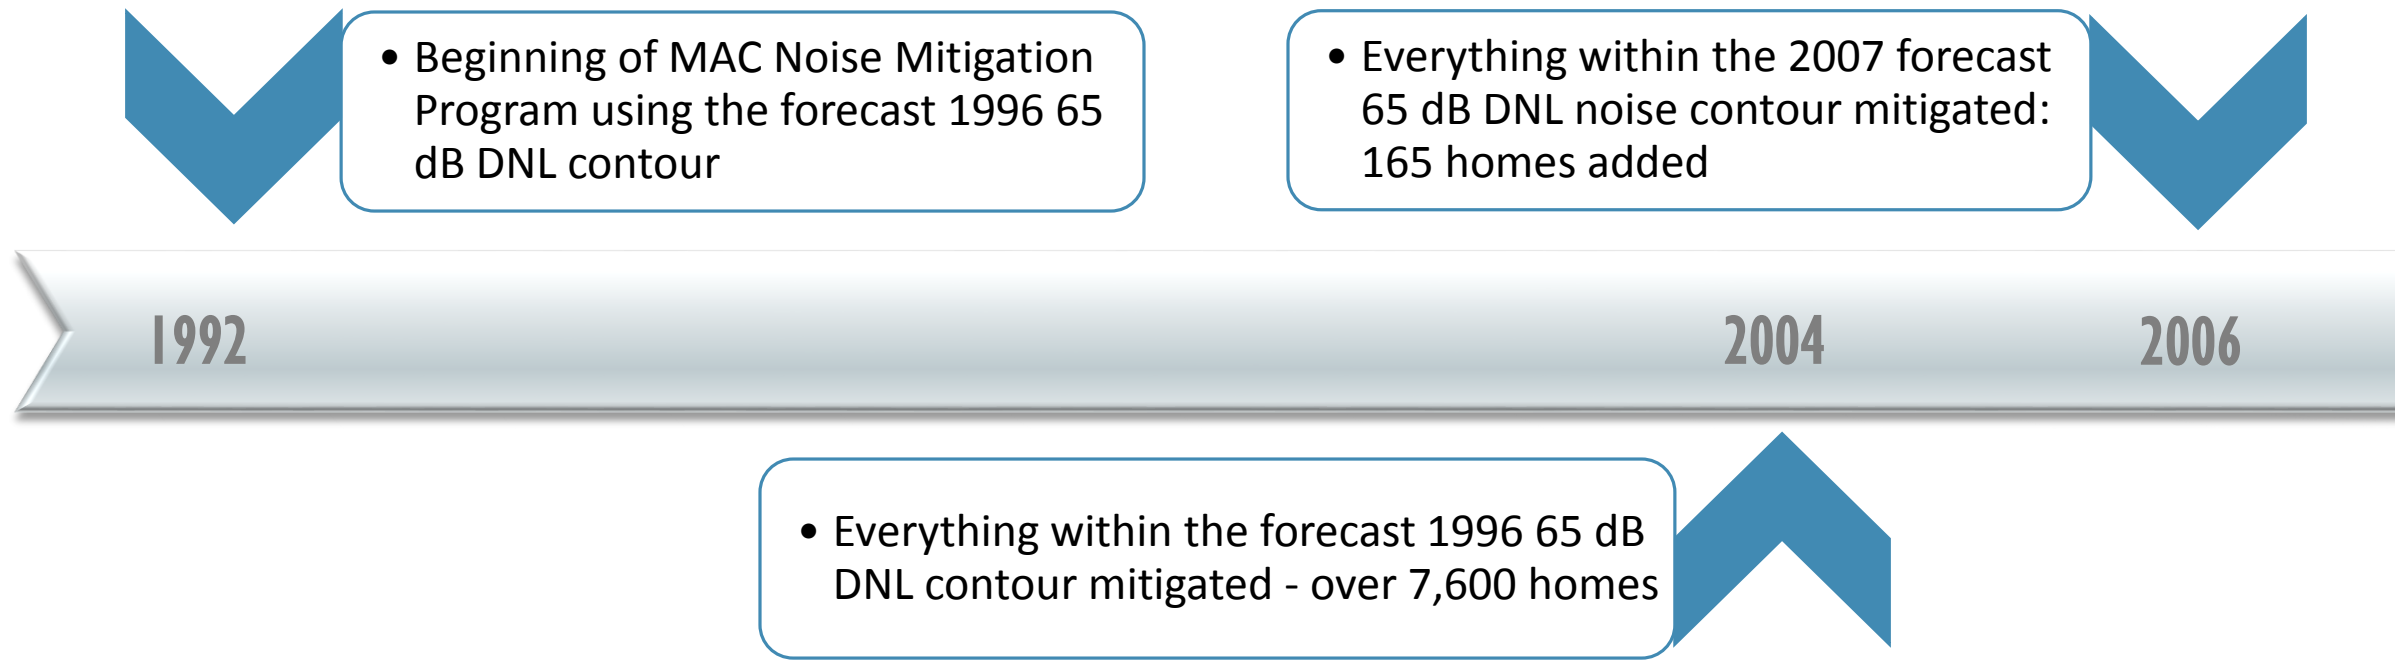 • Beginning of MAC Noise Mitigation
Program using the forecast 1996 65
dB DNL contour
• Everything within the 2007 forecast
65 dB DNL noise contour mitigated:
165 homes added
1992
2004
2006
• Everything within the forecast 1996 65 dB
DNL contour mitigated - over 7,600 homes